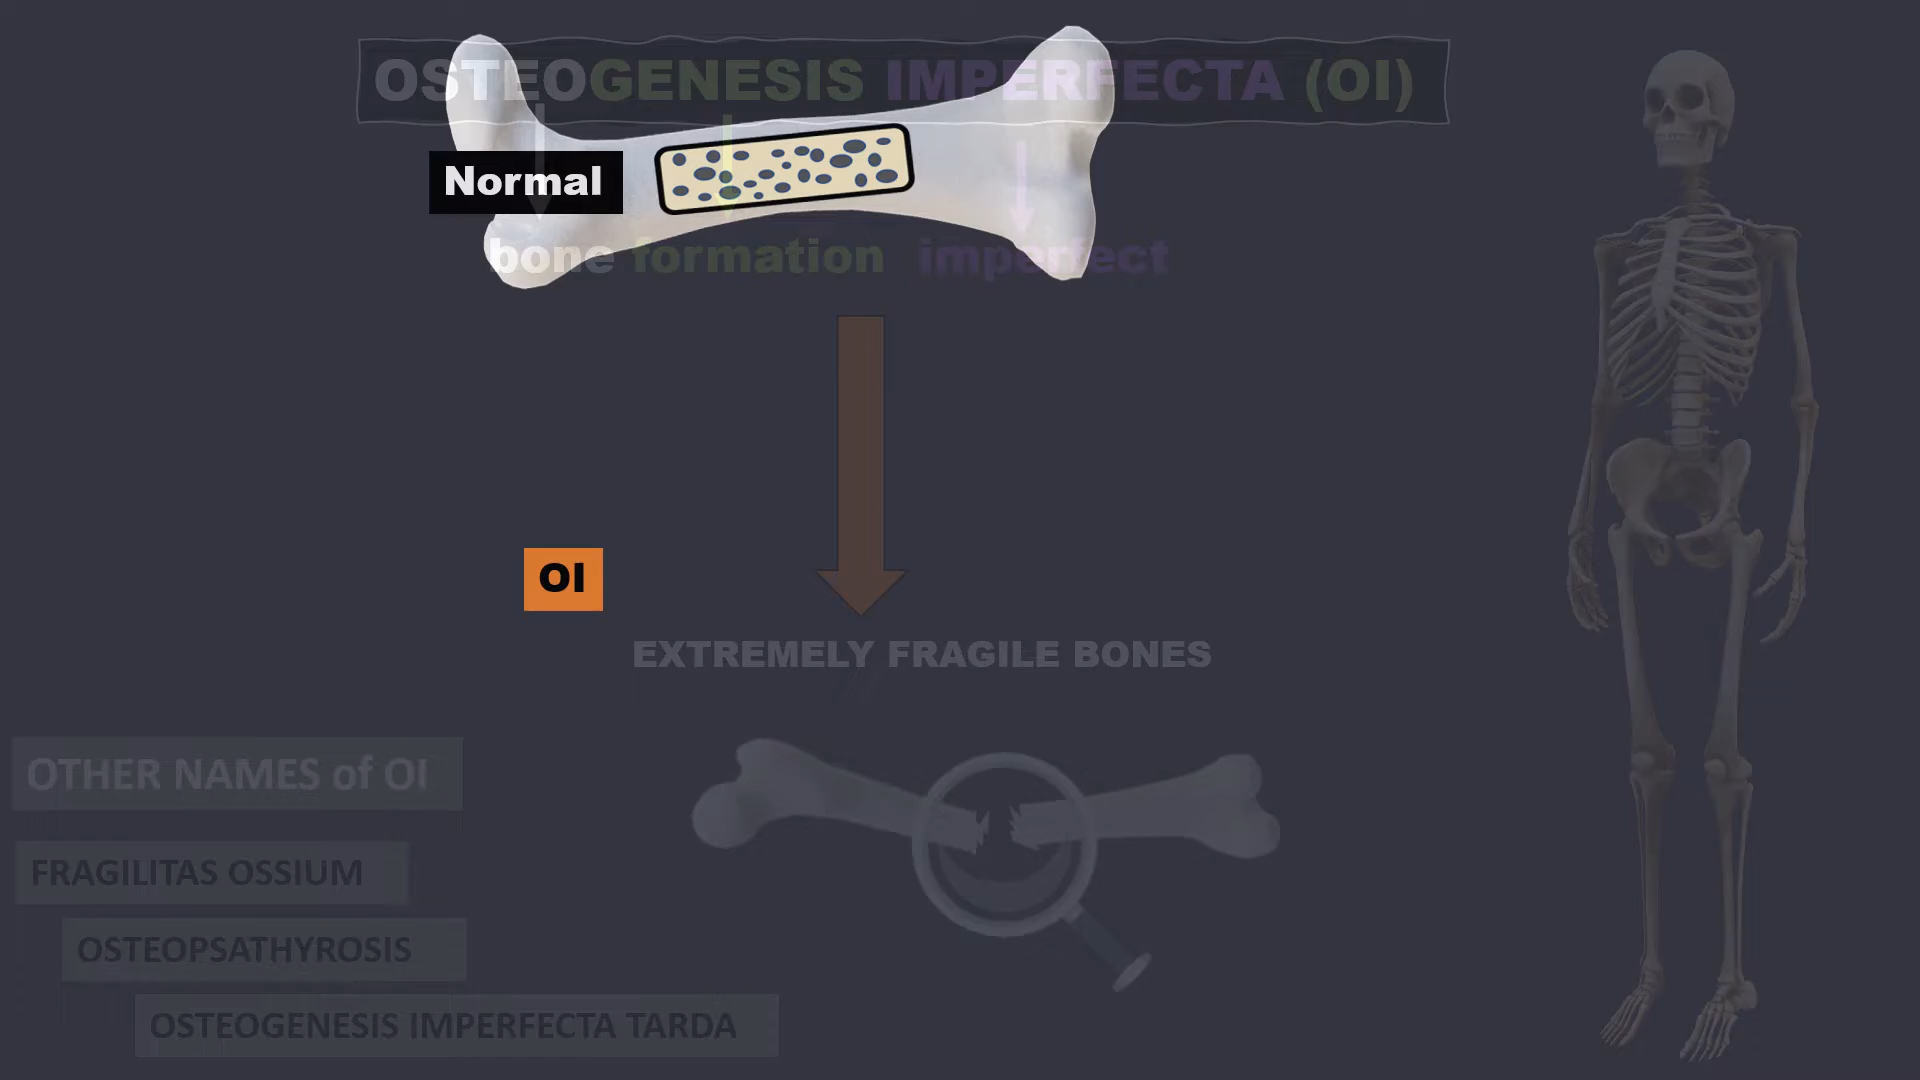 OSTEOGENESIS IMPERFECTA (OI)
Normal
bone formation imperfect
OI
EXTREMELY FRAGILE BONES
OTHER NAMES of OI
FRAGILITAS OSSIUM
OSTEOPSATHYROSIS
OSTEOGENESIS IMPERFECTA TARDA